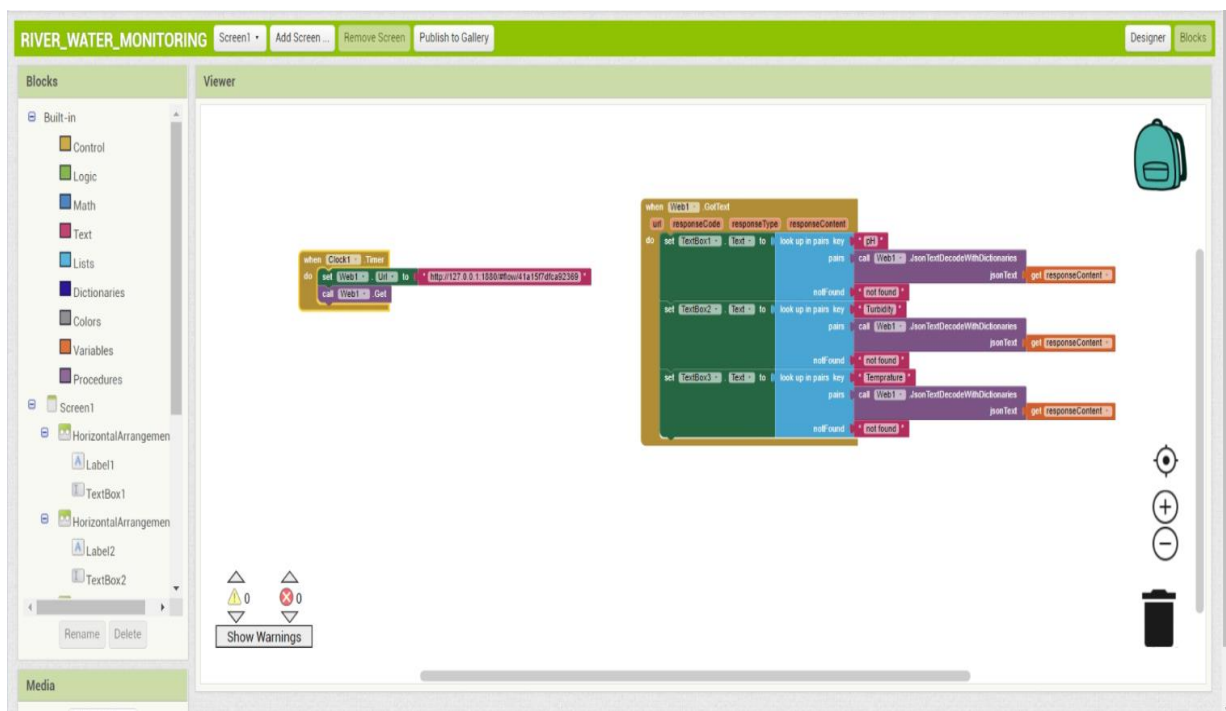 RIVER_WATER_MONITORING Screen1 Add Screen ... Remove Screen Publish to Gallery Designer Blocks
Blocks
Viewer
Built-in
Control
Logic
Math
Text
Lists
Dictionaries
Colors
Variables
Procedures
Screen1
HorizontalArrangemen
Label1
TextBox1
HorizontalArrangemen
Label2
TextBox2
Rename Delete
Media
when Clock1 .Timer
do set Web1 . Url to " http://127.0.0.1:1880/#flow/41a15f7dfca92369 "
call Web1 .Get
when Web1 .GotText
url responseCode responseType responseContent
do set TextBox1 . Text to look up in pairs key " pH "
pairs call Web1 .JsonTextDecodeWithDictionaries
jsonText get responseContent
notFound " not found "
set TextBox2 . Text to look up in pairs key " Turbidity "
pairs call Web1 .JsonTextDecodeWithDictionaries
jsonText get responseContent
notFound " not found "
set TextBox3 . Text to look up in pairs key " Temprature "
pairs call Web1 .JsonTextDecodeWithDictionaries
jsonText get responseContent
notFound " not found "
0 0
Show Warnings